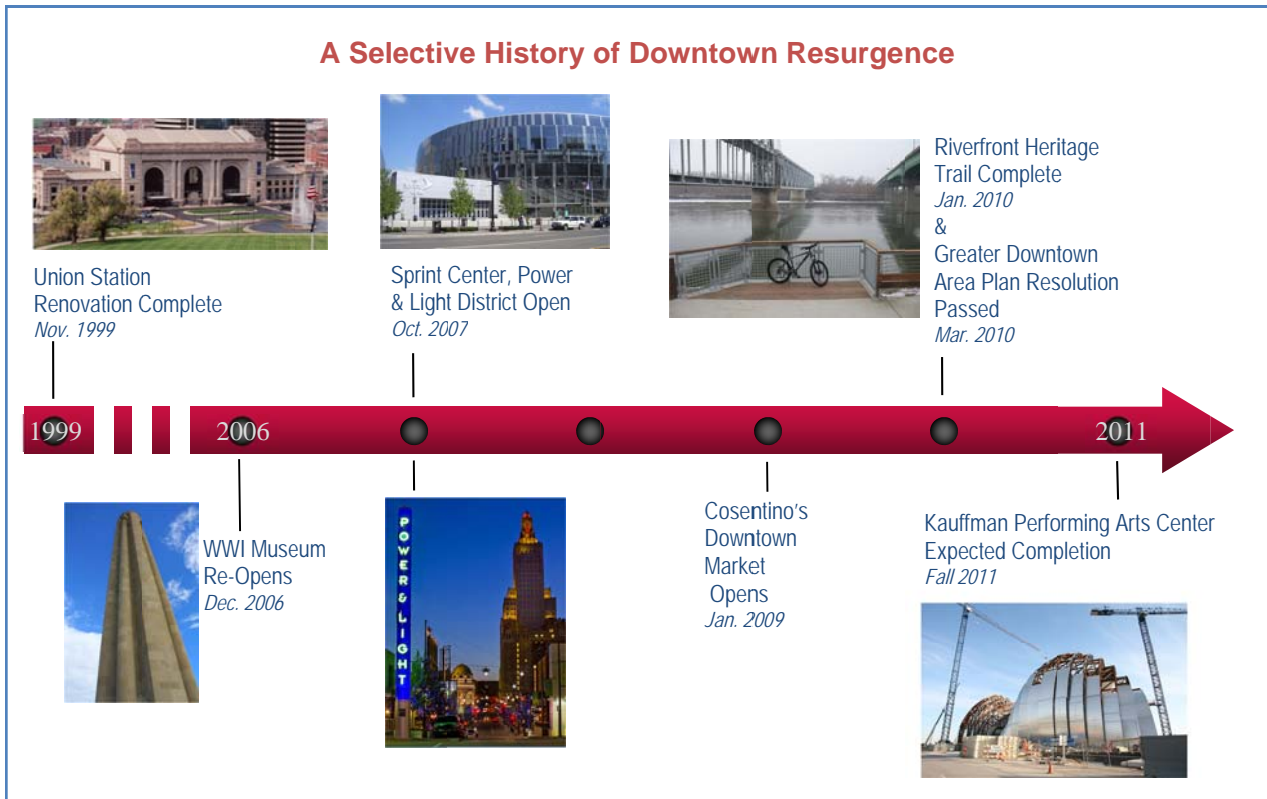 A Selective History of Downtown Resurgence
Union Station
Renovation Complete
Nov. 1999
Sprint Center, Power
& Light District Open
Oct. 2007
Riverfront Heritage
Trail Complete
Jan. 2010
&
Greater Downtown
Area Plan Resolution
Passed
Mar. 2010
1999
2006
2011
WWI Museum
Re-Opens
Dec. 2006
POWER & LIGHT
Cosentino's
Downtown
Market
Opens
Jan. 2009
Kauffman Performing Arts Center
Expected Completion
Fall 2011